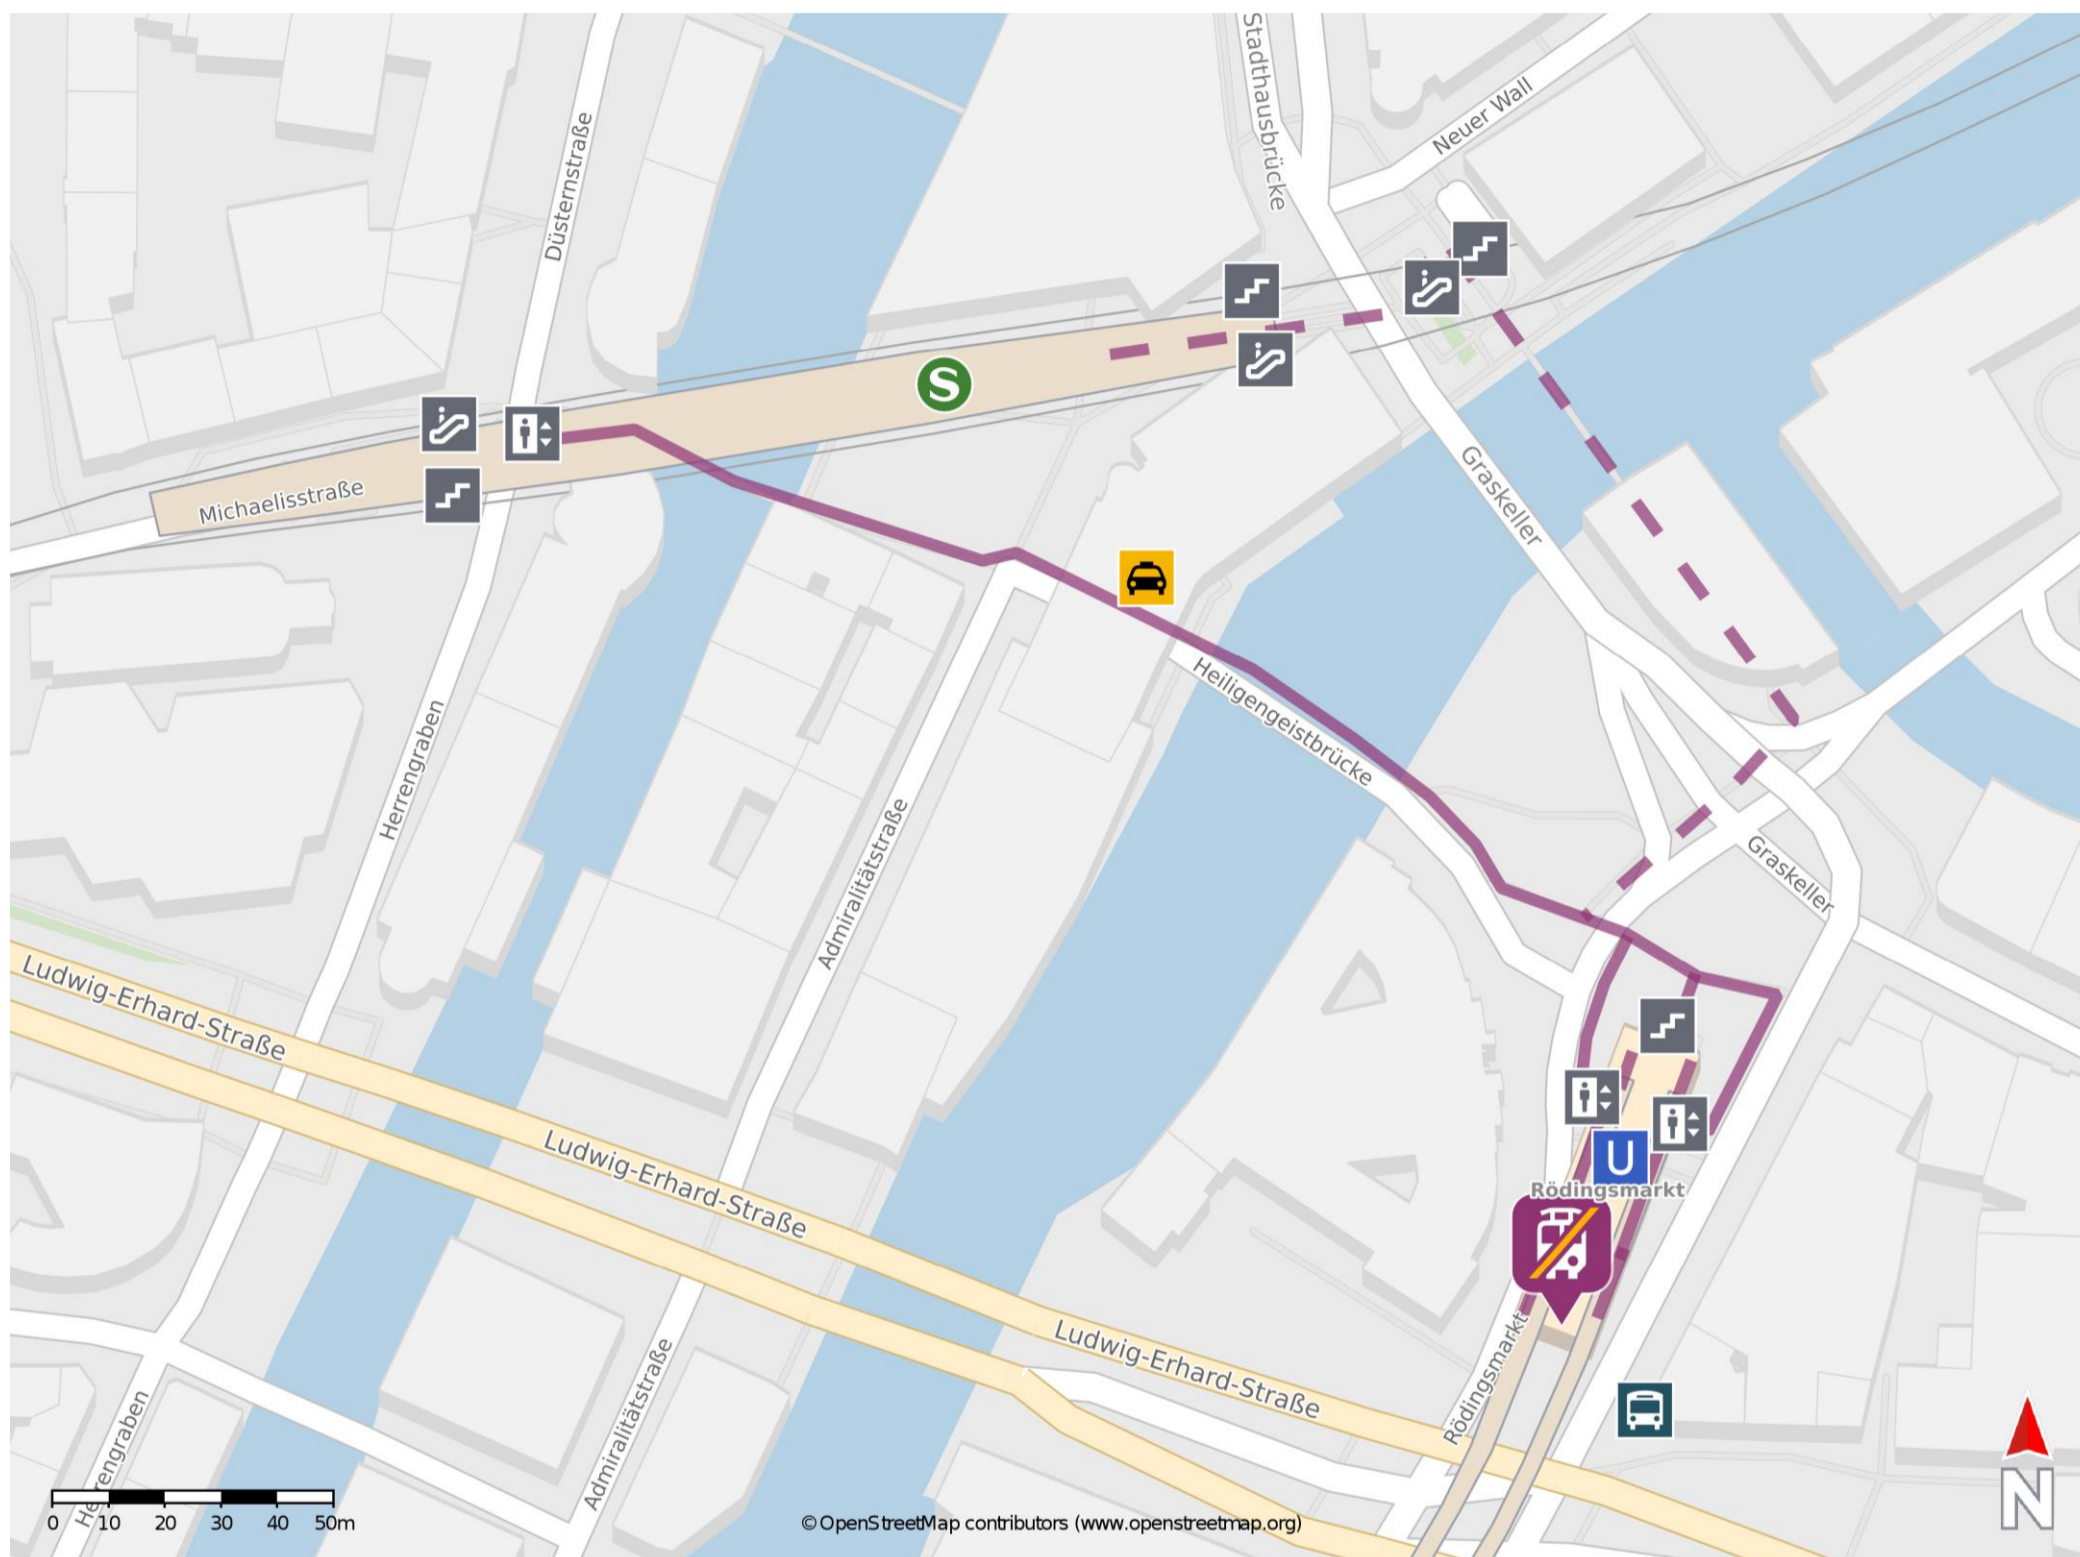 Stadthausbrücke
Neuer Wall
Düsternstraße
S
Michaelisstraße
Graskeller
Heiligengeistbrücke
Herrengraben
Admiralitätstraße
Graskeller
Ludwig-Erhard-Straße
Ludwig-Erhard-Straße
U
Rödingsmarkt
Ludwig-Erhard-Straße
Rödingsmarkt
Admiralitätstraße
Herrengraben
0 10 20 30 40 50m
© OpenStreetMap contributors (www.openstreetmap.org)
N